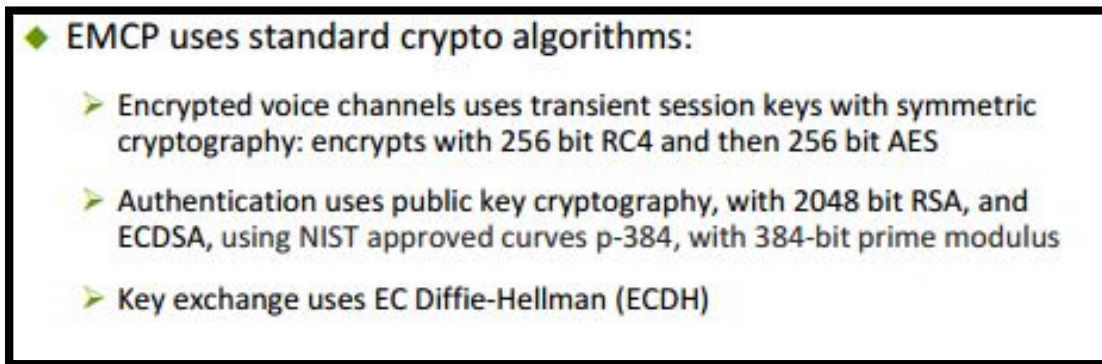 EMCP uses standard crypto algorithms:
Encrypted voice channels uses transient session keys with symmetric
cryptography: encrypts with 256 bit RC4 and then 256 bit AES
Authentication uses public key cryptography, with 2048 bit RSA, and
ECDSA, using NIST approved curves p-384, with 384-bit prime modulus
Key exchange uses EC Diffie-Hellman (ECDH)